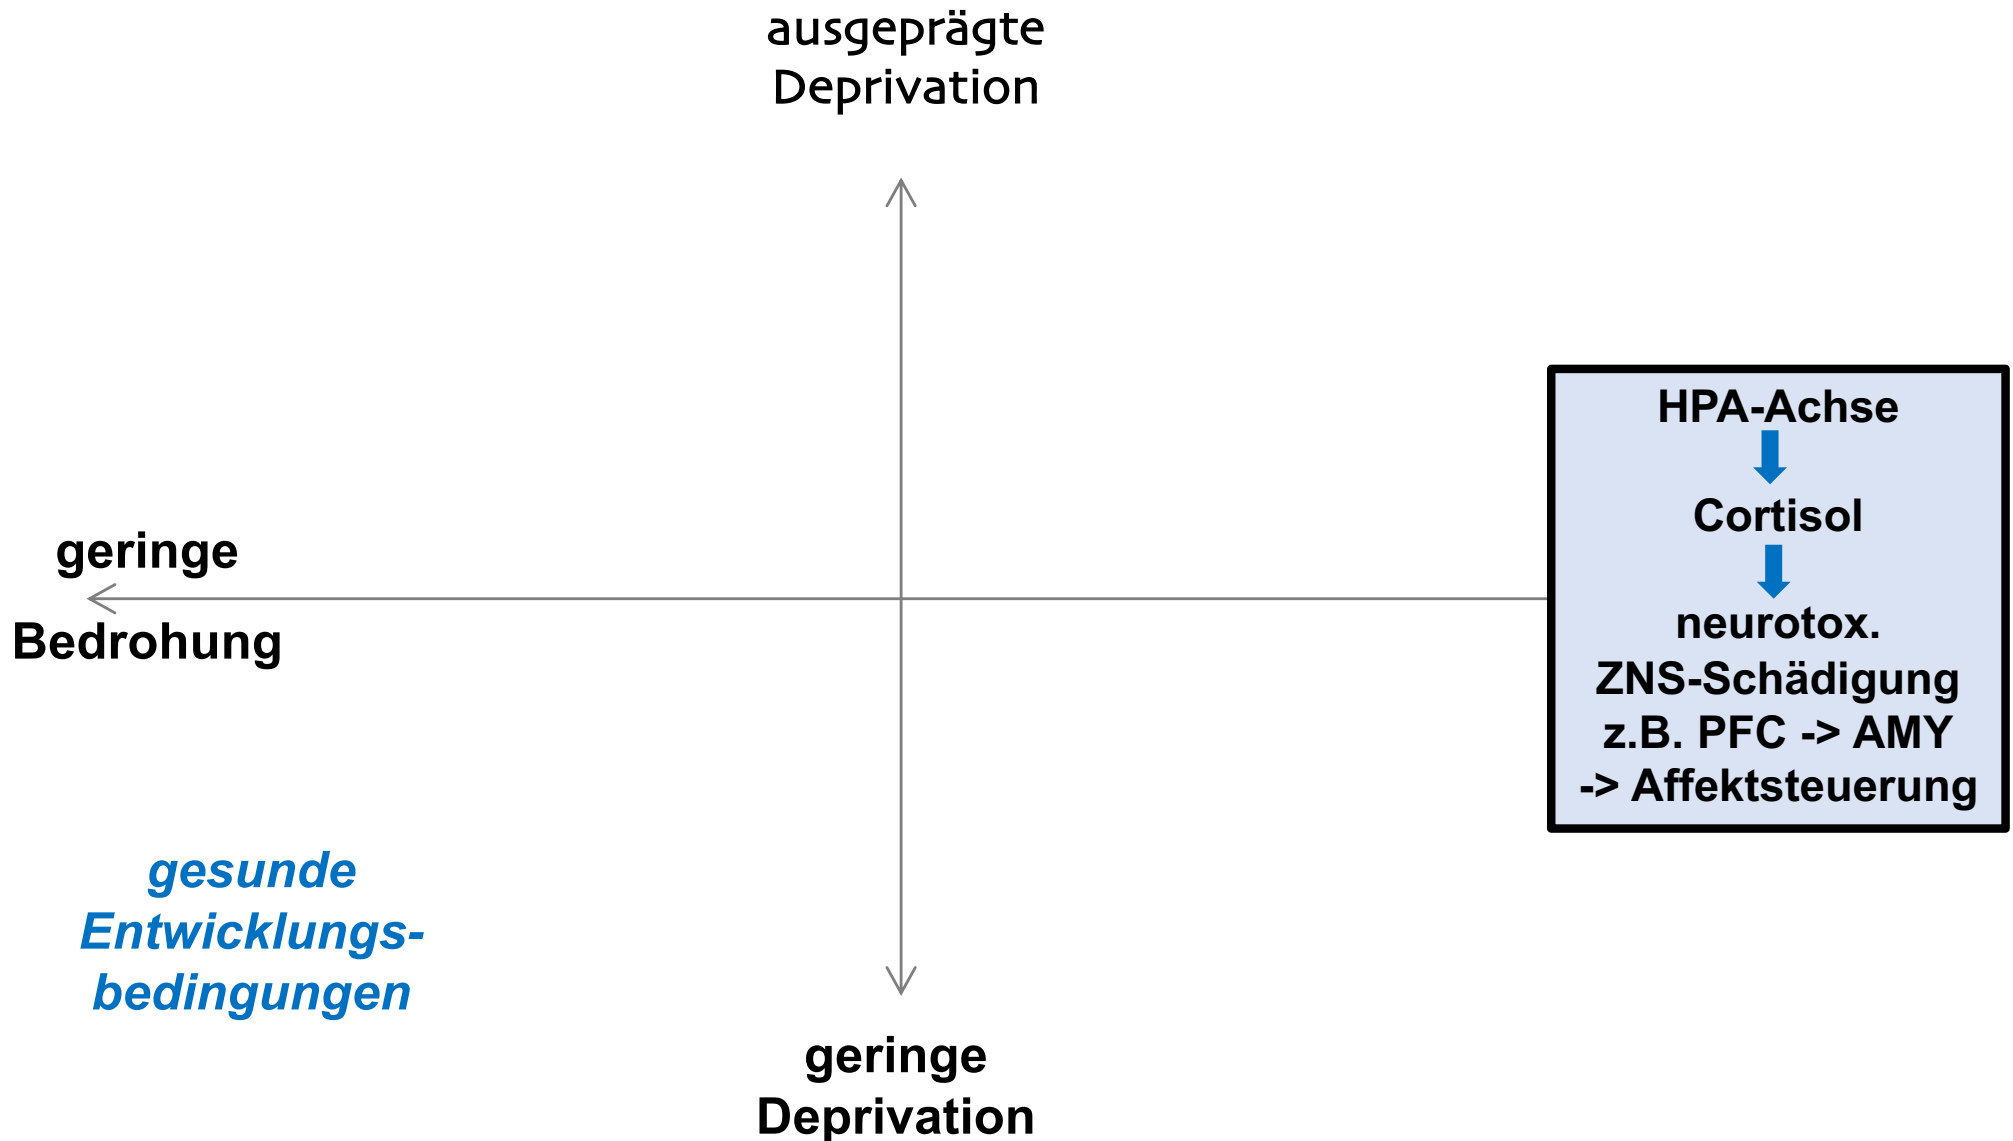 ausgeprägte
Deprivation
HPA-Achse
Cortisol
neurotox.
ZNS-Schädigung
z.B. PFC -> AMY
-> Affektsteuerung
geringe
Bedrohung
gesunde
Entwicklungs-
bedingungen
geringe
Deprivation